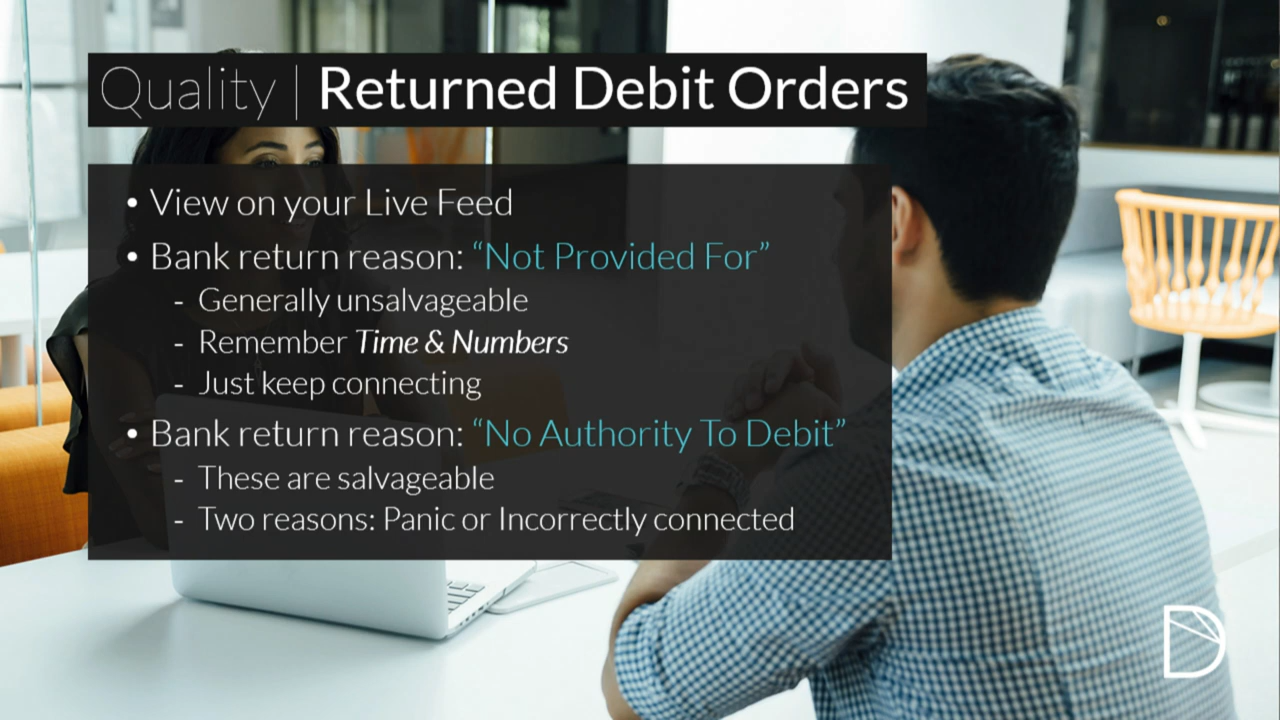 Quality | Returned Debit Orders
• View on your Live Feed
• Bank return reason: “Not Provided For”
- Generally unsalvageable
- Remember Time & Numbers
- Just keep connecting
• Bank return reason: “No Authority To Debit”
- These are salvageable
- Two reasons: Panic or Incorrectly connected